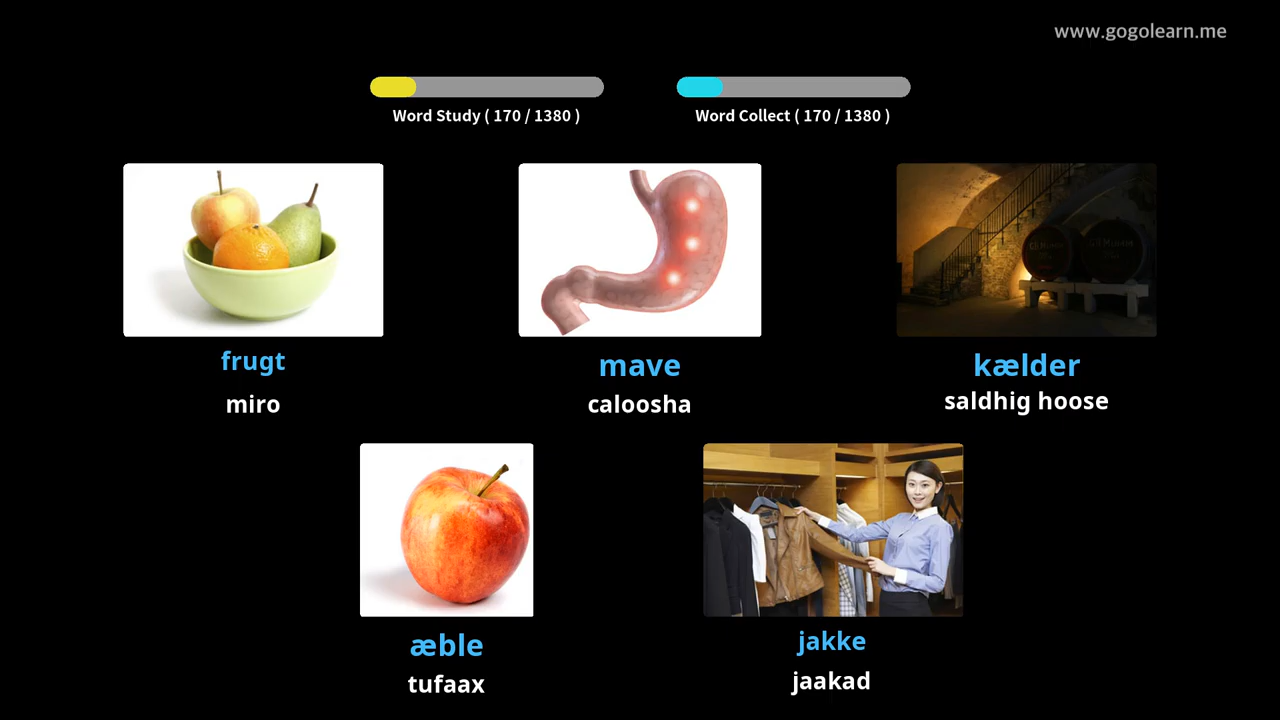 www.gogolearn.me
Word Study ( 170 / 1380 )
Word Collect ( 170 / 1380 )
frugt
miro
mave
caloosha
kælder
saldhig hoose
æble
tufaax
jakke
jaakad